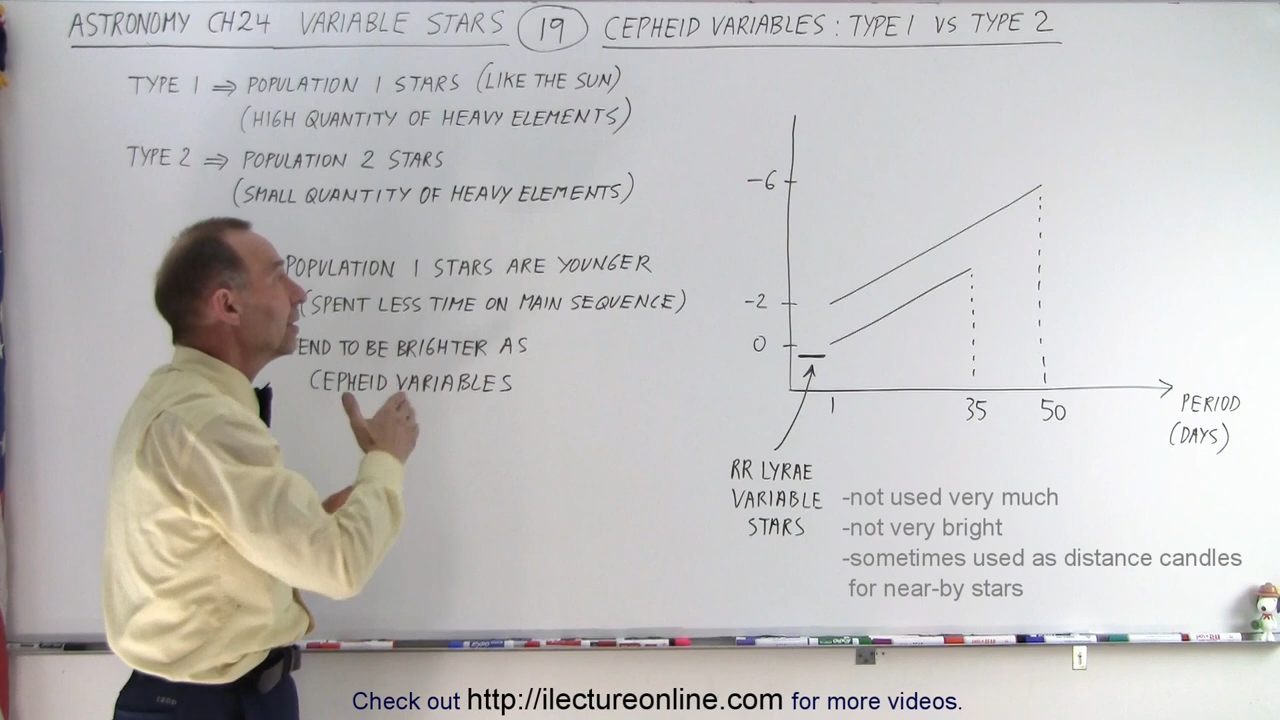 ASTRONOMY CH24 VARIABLE STARS 19 CEPHEID VARIABLES: TYPE 1 VS TYPE 2
TYPE 1 ⇒ POPULATION 1 STARS (LIKE THE SUN)
(HIGH QUANTITY OF HEAVY ELEMENTS)
TYPE 2 ⇒ POPULATION 2 STARS
(SMALL QUANTITY OF HEAVY ELEMENTS)
POPULATION 1 STARS ARE YOUNGER
(SPENT LESS TIME ON MAIN SEQUENCE)
END TO BE BRIGHTER AS
CEPHEID VARIABLES
-6
-2
0
1 35 50
PERIOD
(DAYS)
RR LYRAE
VARIABLE
STARS
-not used very much
-not very bright
-sometimes used as distance candles
for near-by stars
IZOD
Check out http://ilectureonline.com for more videos.